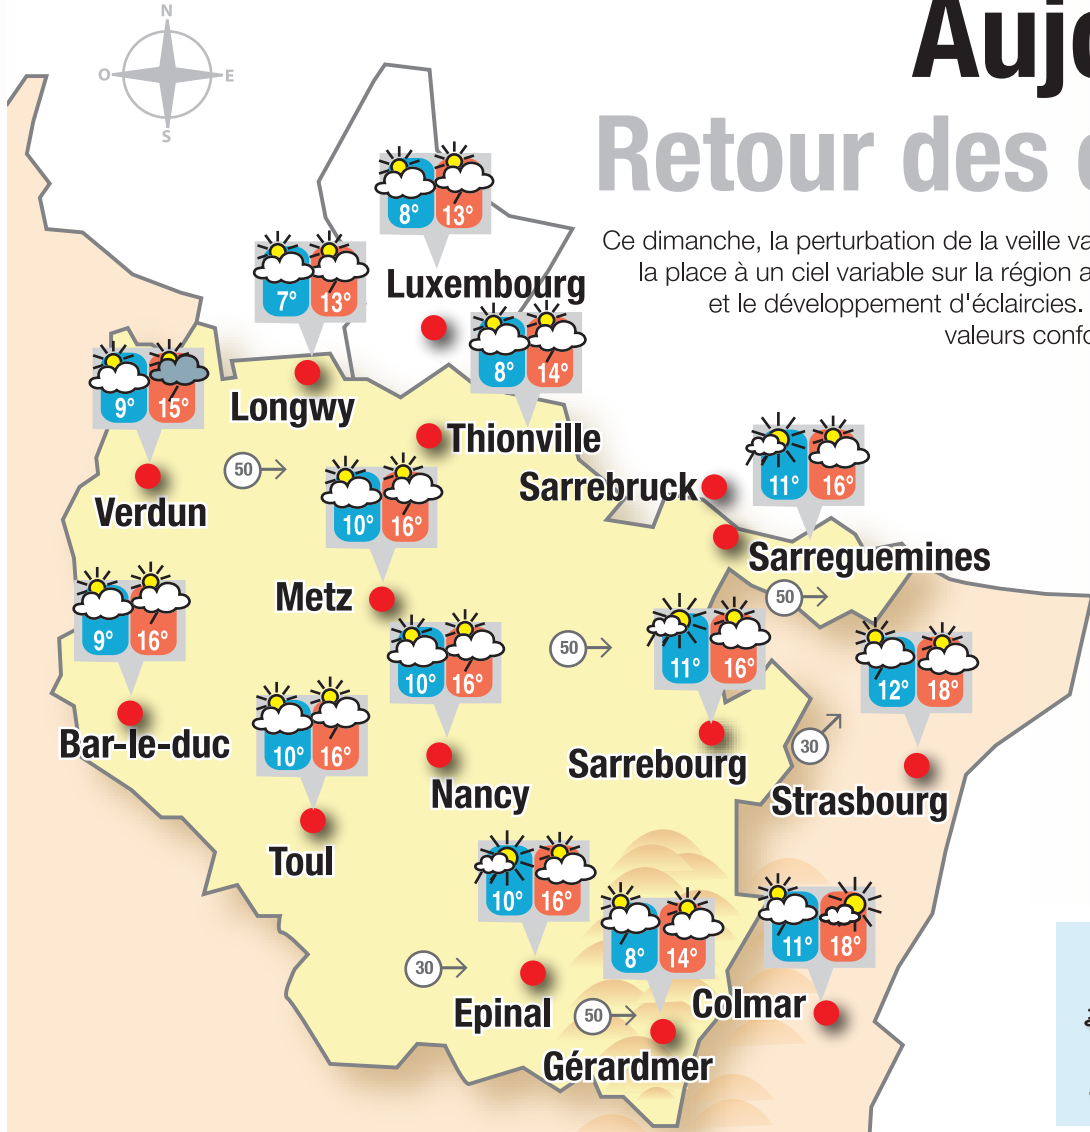 N
O E
S
Aujo
Retour des
Ce dimanche, la perturbation de la veille va
la place à un ciel variable sur la région a
et le développement d'éclaircies.
valeurs confo
8° 13°
Luxembourg
7° 13°
Longwy
8° 14°
Thionville
9° 15°
Verdun
50
10° 16°
Metz
Sarrebruck
11° 16°
Sarreguemines
50
9° 16°
Bar-le-duc
10° 16°
Nancy
50
11° 16°
Sarrebourg
12° 18°
Strasbourg
30
10° 16°
Toul
10° 16°
Epinal
30
8° 14°
Gérardmer
50
11° 18°
Colmar